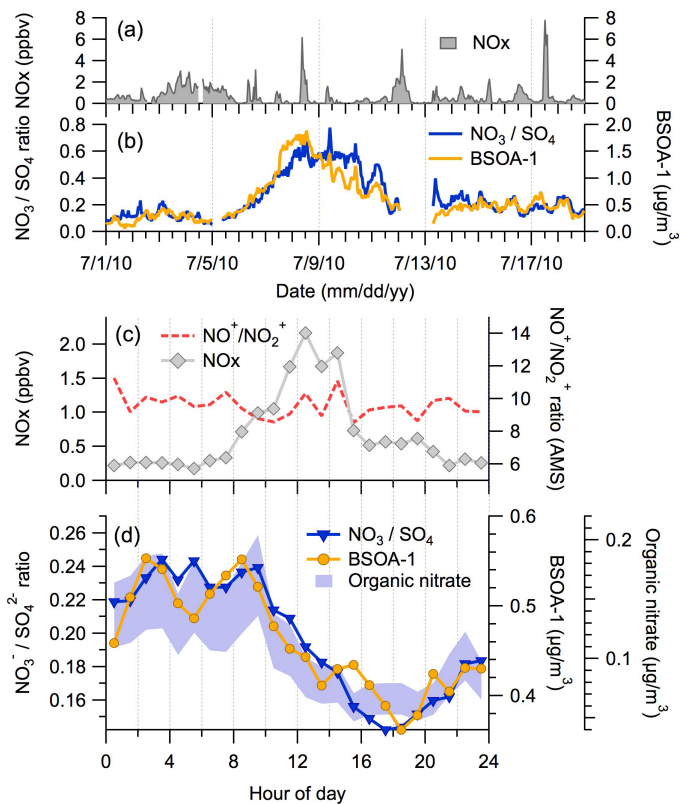 (a)
NOx
NOx (ppbv)
8
6
4
2
0
8
6
4
2
0
(b)
NO3 / SO4
BSOA-1
NO3 / SO4 ratio
0.8
0.6
0.4
0.2
0.0
2.0
1.5
1.0
0.5
0.0
BSOA-1 (µg/m3)
7/1/10
7/5/10
7/9/10
7/13/10
7/17/10
Date (mm/dd/yy)
(c)
NO+/NO2+
NOx
NOx (ppbv)
2.0
1.5
1.0
0.5
0.0
14
12
10
8
6
NO+/NO2+
ratio (AMS)
(d)
NO3 / SO4
BSOA-1
Organic nitrate
NO3- / SO42- ratio
0.26
0.24
0.22
0.20
0.18
0.16
0.6
0.5
0.4
BSOA-1 (µg/m3)
0.2
0.1
Organic nitrate (µg/m3)
0
4
8
12
16
20
24
Hour of day